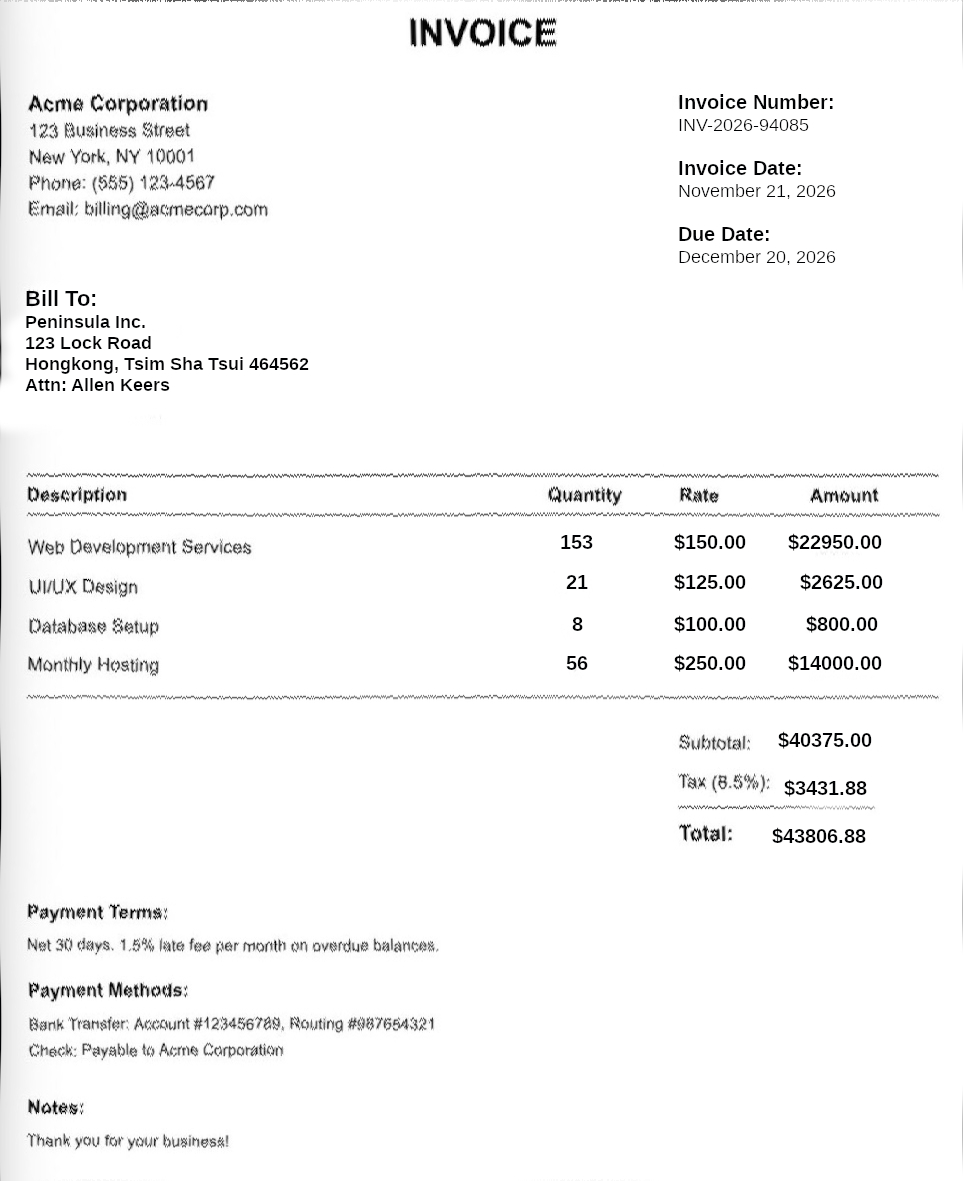 INVOICE
Acme Corporation
123 Business Street
New York, NY 10001
Phone: (555) 123-4567
Email: billing@acmecorp.com
Invoice Number:
INV-2026-94085
Invoice Date:
November 21, 2026
Due Date:
December 20, 2026
Bill To:
Peninsula Inc.
123 Lock Road
Hongkong, Tsim Sha Tsui 464562
Attn: Allen Keers
Description Quantity Rate Amount
Web Development Services 153 $150.00 $22950.00
UI/UX Design 21 $125.00 $2625.00
Database Setup 8 $100.00 $800.00
Monthly Hosting 56 $250.00 $14000.00
Subtotal: $40375.00
Tax (8.5%): $3431.88
Total: $43806.88
Payment Terms:
Net 30 days. 1.5% late fee per month on overdue balances.
Payment Methods:
Bank Transfer: Account #123456789, Routing #987654321
Check: Payable to Acme Corporation
Notes:
Thank you for your business!